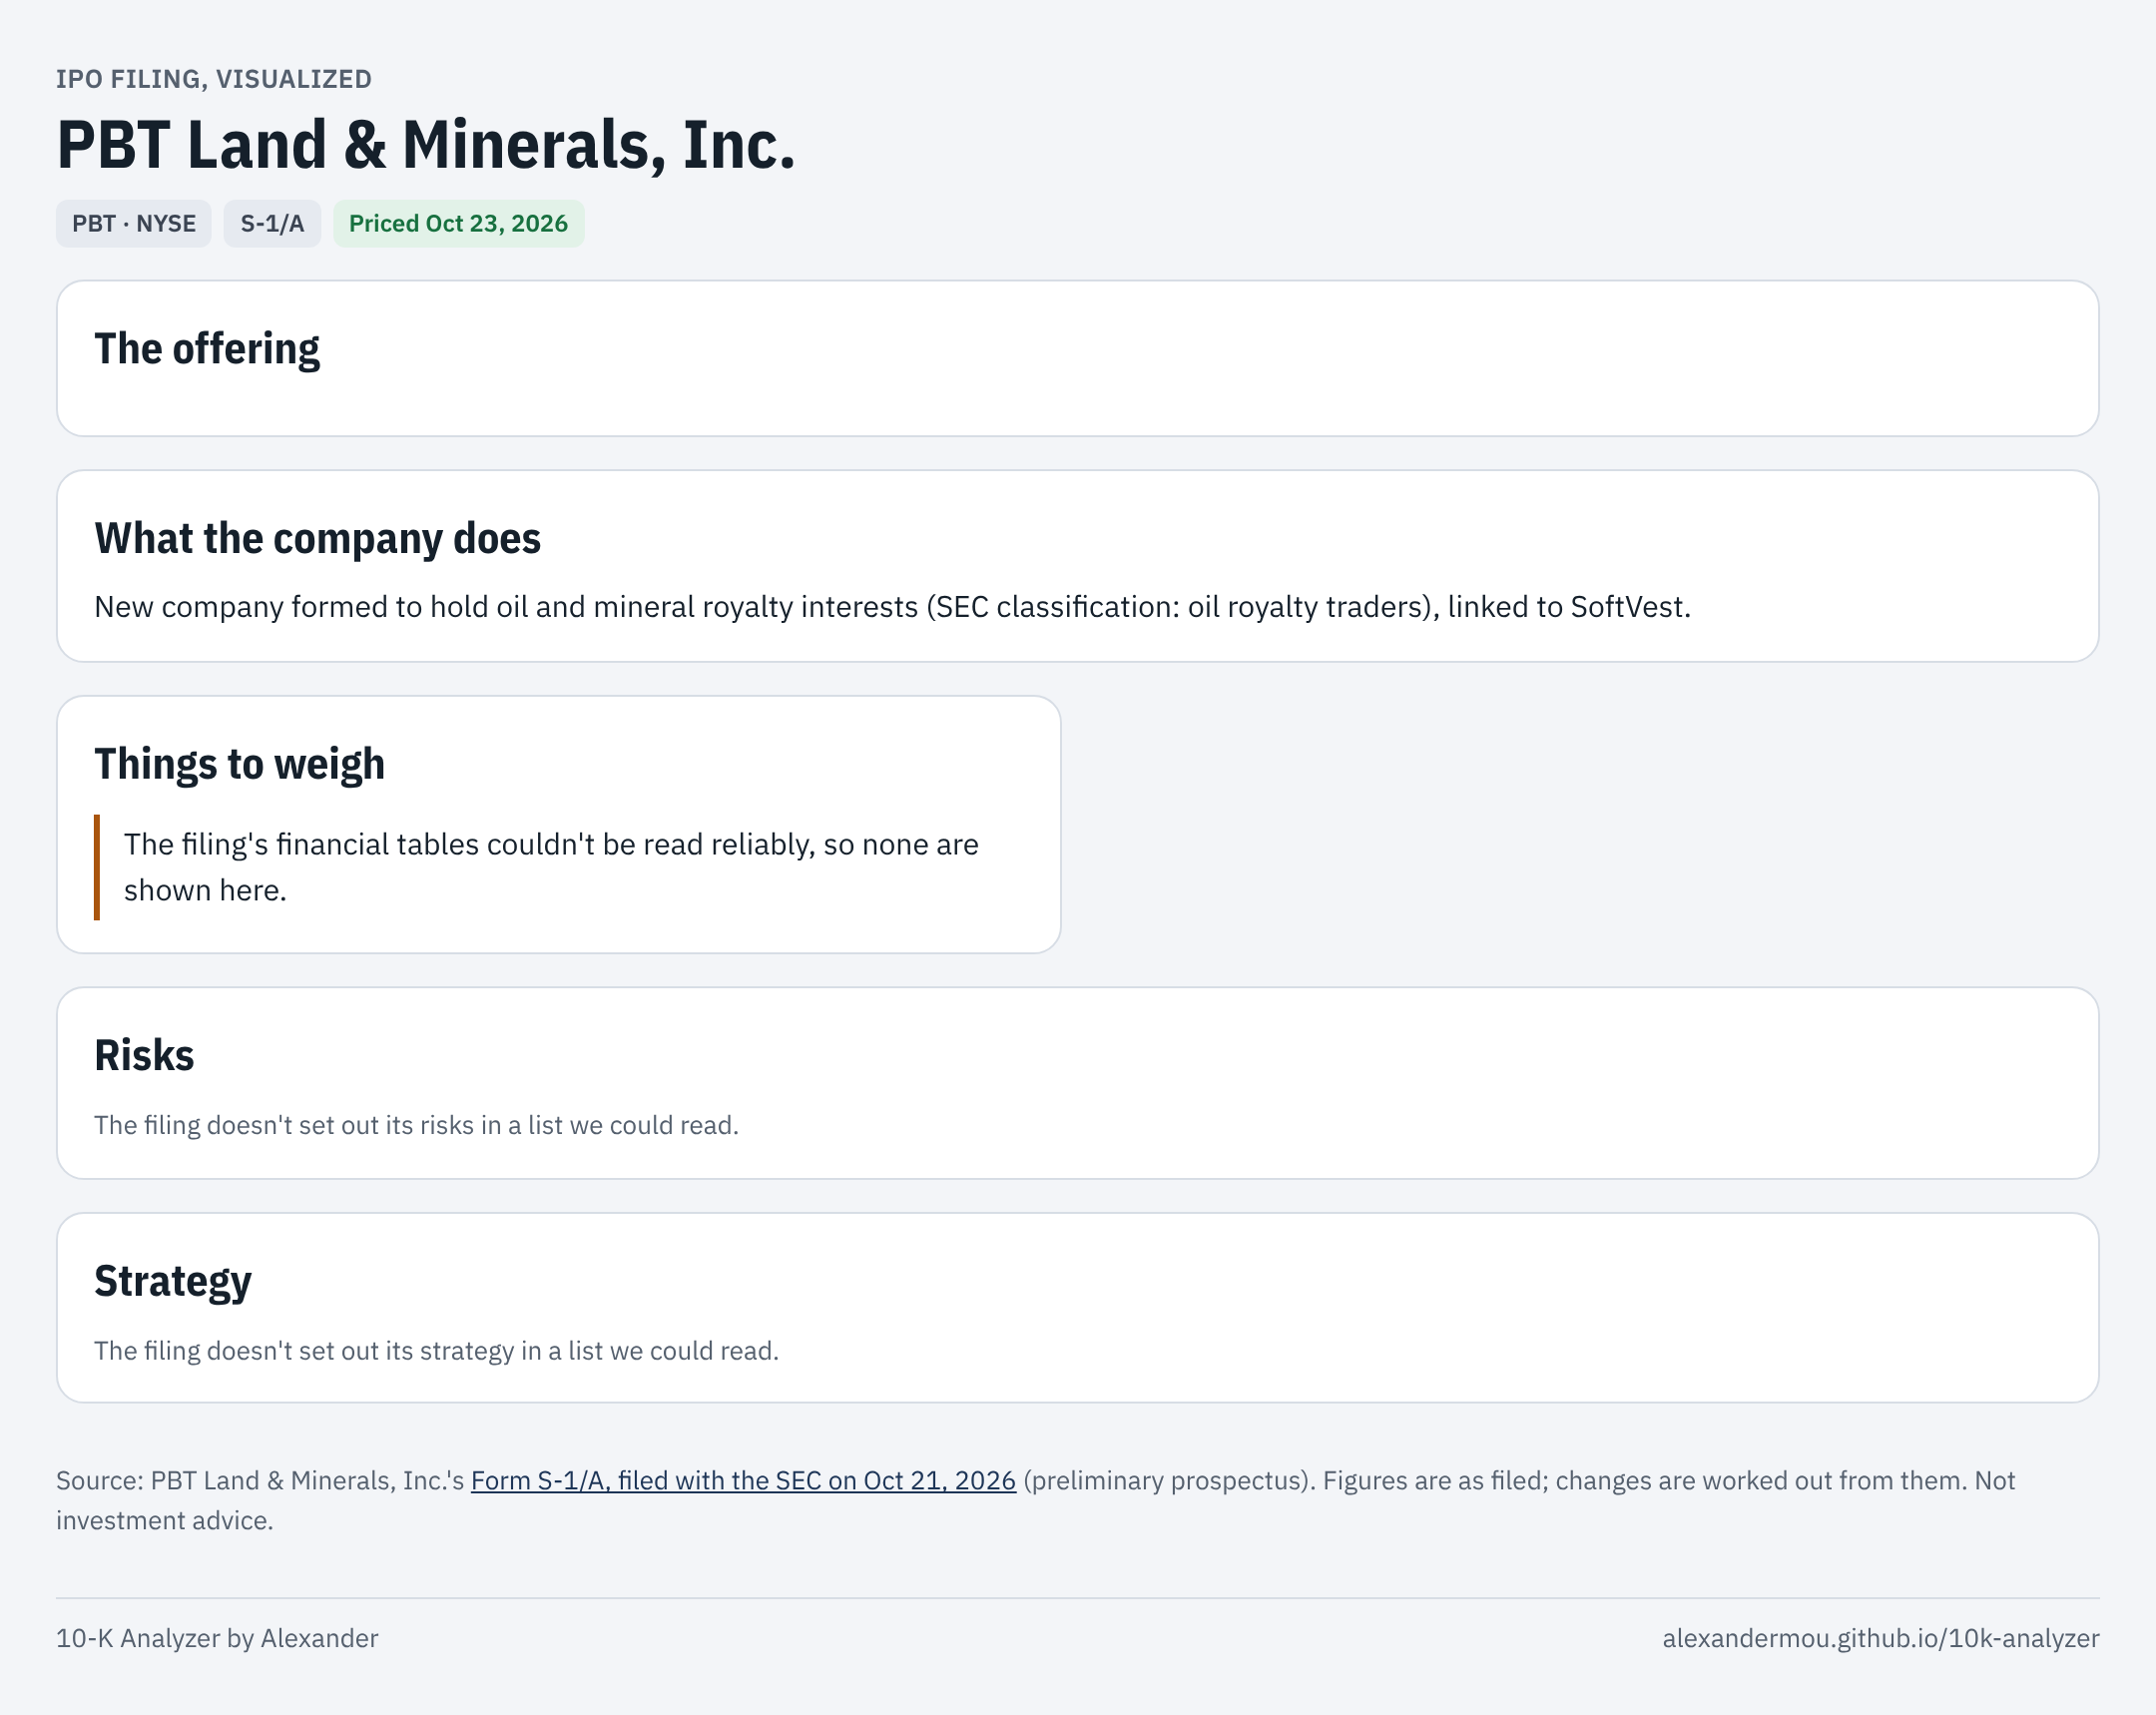 IPO FILING, VISUALIZED
PBT Land & Minerals, Inc.
PBT · NYSE
S-1/A
Priced Oct 23, 2026
The offering
What the company does
New company formed to hold oil and mineral royalty interests (SEC classification: oil royalty traders), linked to SoftVest.
Things to weigh
The filing's financial tables couldn't be read reliably, so none are
shown here.
Risks
The filing doesn't set out its risks in a list we could read.
Strategy
The filing doesn't set out its strategy in a list we could read.
Source: PBT Land & Minerals, Inc.'s Form S-1/A, filed with the SEC on Oct 21, 2026 (preliminary prospectus). Figures are as filed; changes are worked out from them. Not
investment advice.
10-K Analyzer by Alexander
alexandermou.github.io/10k-analyzer